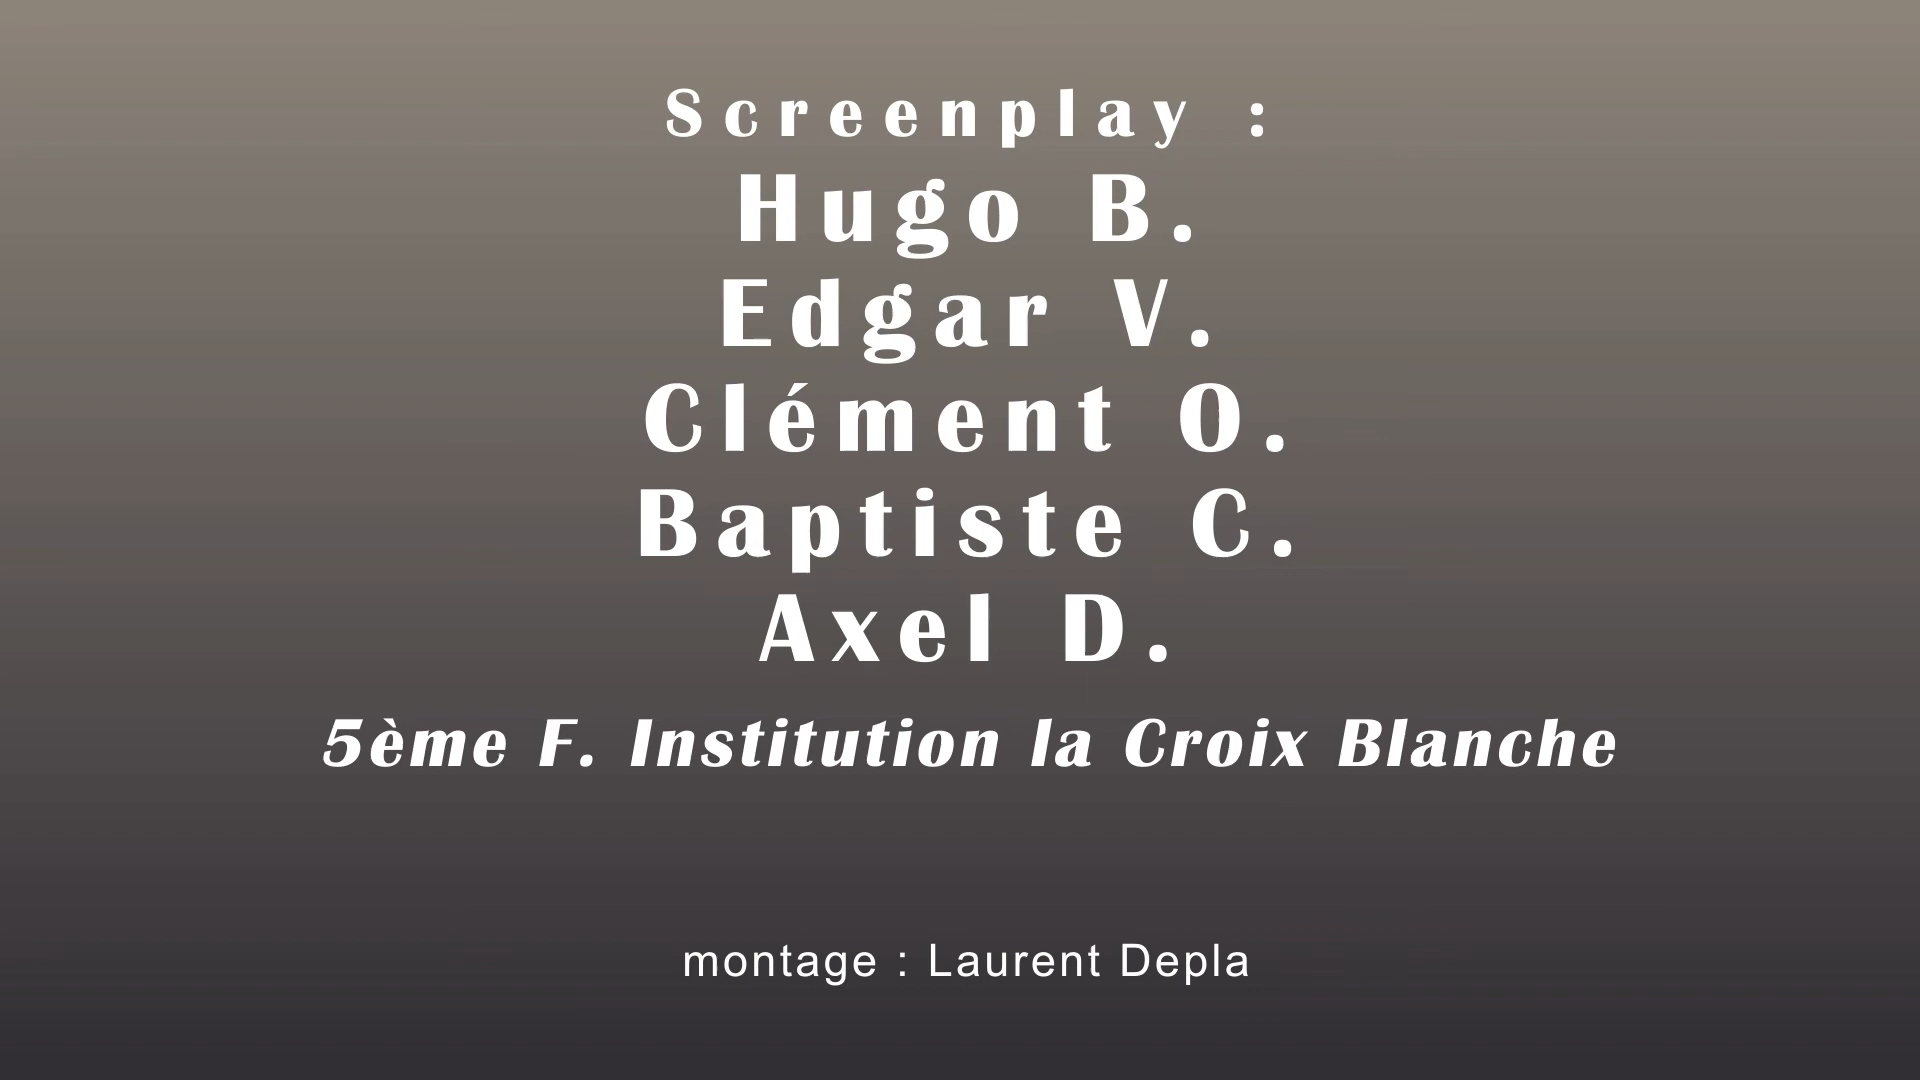 Screenplay :
Hugo B.
Edgar V.
Clément O.
Baptiste C.
Axel D.
5ème F. Institution la Croix Blanche
montage : Laurent Depla